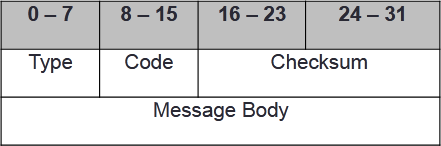 0 – 7 8 – 15 16 – 23 24 – 31
Type Code Checksum
Message Body